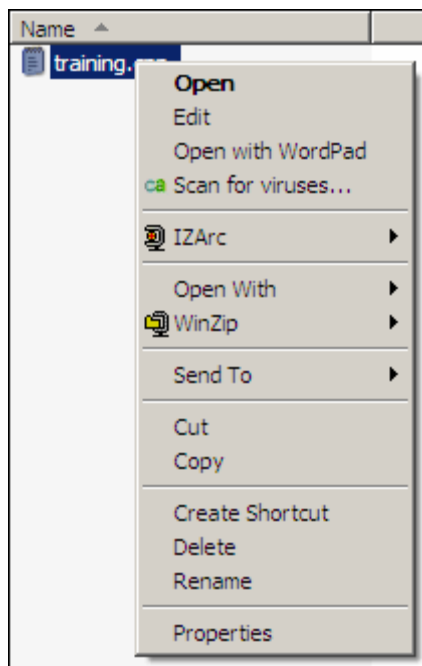 Name
training.
Open
Edit
Open with WordPad
ca Scan for viruses...
IZArc
Open With
WinZip
Send To
Cut
Copy
Create Shortcut
Delete
Rename
Properties